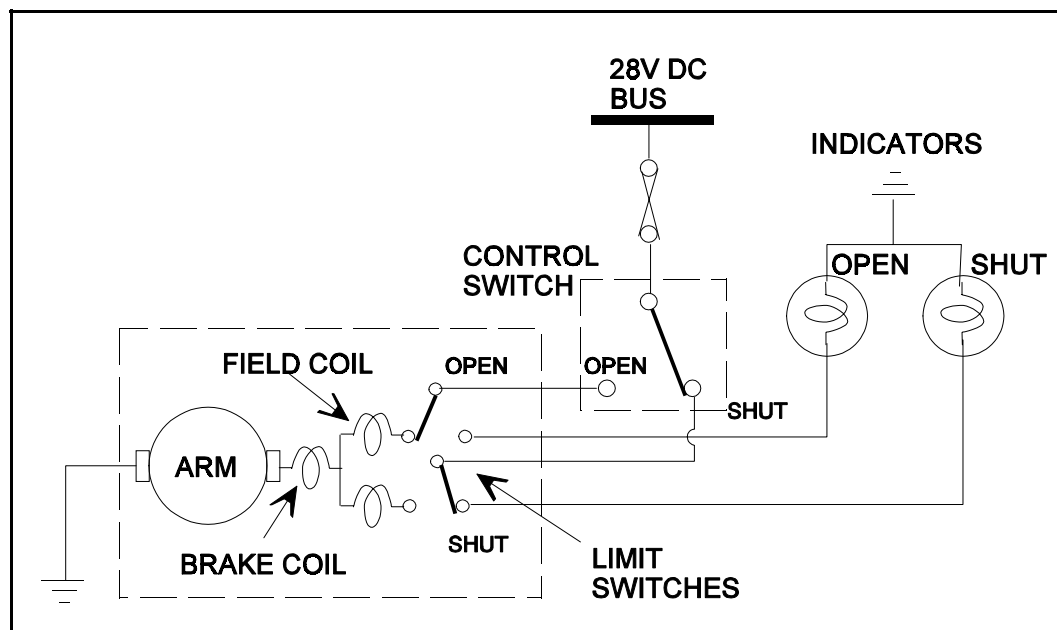 28V DC
BUS
INDICATORS
CONTROL
SWITCH
OPEN
SHUT
FIELD COIL
OPEN
OPEN
SHUT
ARM
SHUT
BRAKE COIL
LIMIT
SWITCHES